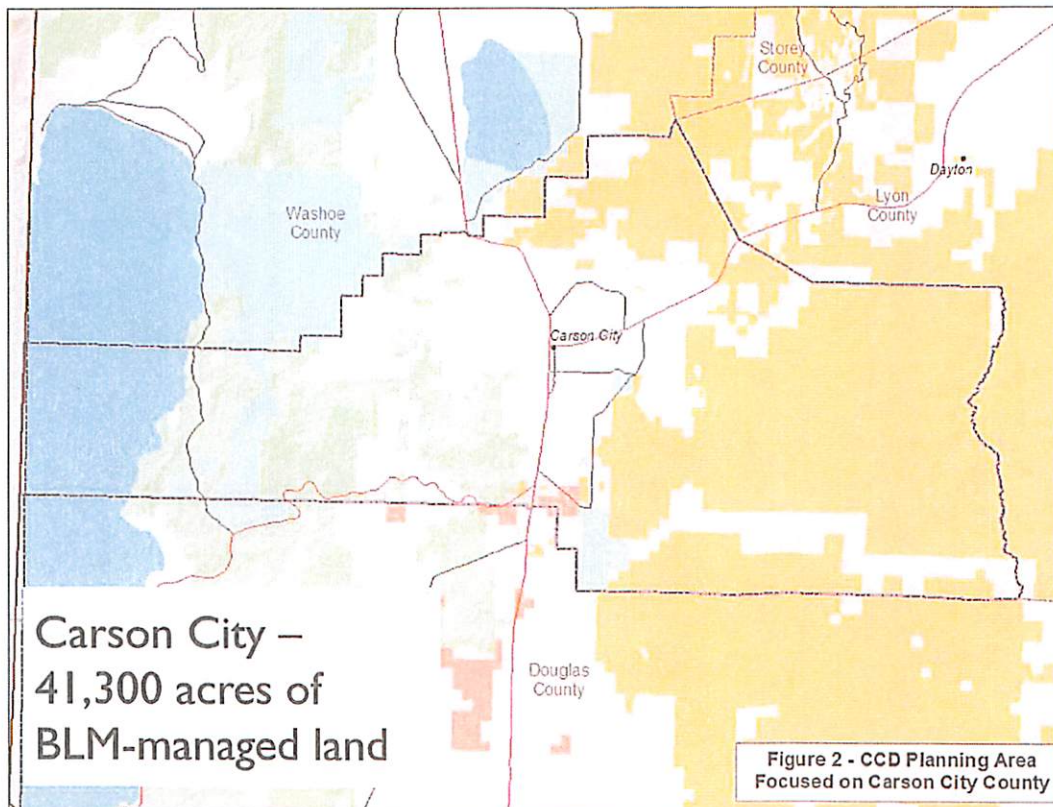 Storey
County
Dayton
Washoe
County
Lyon
County
Carson City
Carson City –
41,300 acres of
BLM-managed land
Douglas
County
Figure 2 - CCD Planning Area
Focused on Carson City County